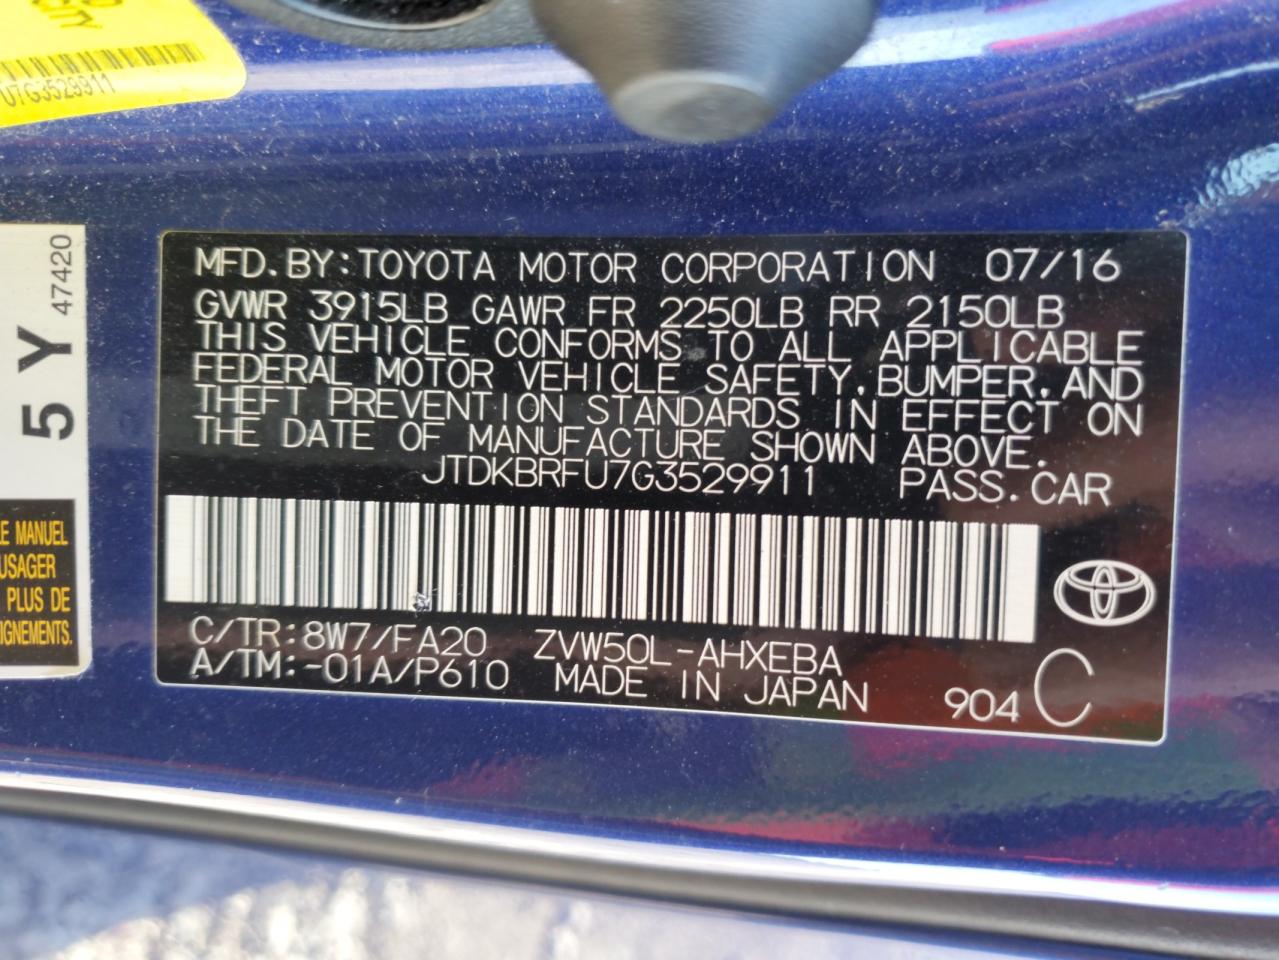 U7G3529911
47420
5 Y
E MANUEL
USAGER
PLUS DE
IGNEMENTS.
MFD.BY:TOYOTA MOTOR CORPORATION 07/16
GVWR 3915LB GAWR FR 2250LB RR 2150LB
THIS VEHICLE CONFORMS TO ALL APPLICABLE
FEDERAL MOTOR VEHICLE SAFETY,BUMPER,AND
THEFT PREVENTION STANDARDS IN EFFECT ON
THE DATE OF MANUFACTURE SHOWN ABOVE.
JTDKBRFU7G3529911 PASS.CAR
C/TR:8W7/FA20 ZVW50L-AHXEBA
A/TM:-01A/P610 MADE IN JAPAN 904 C